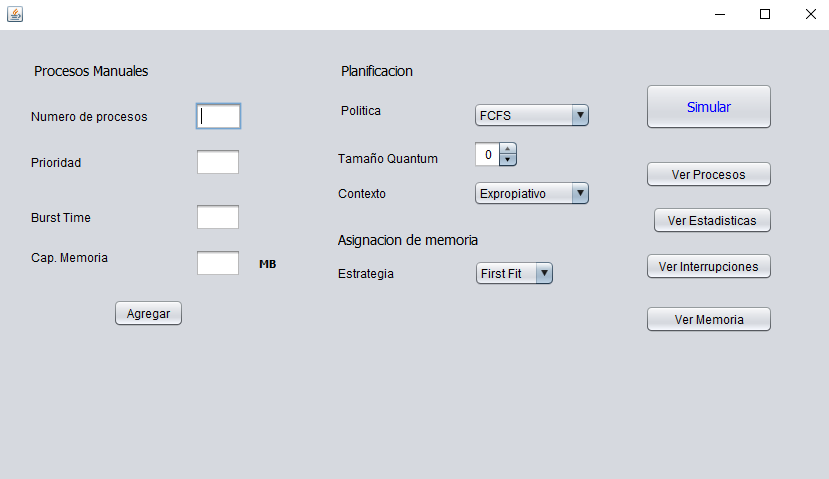 Procesos Manuales
Numero de procesos
Prioridad
Burst Time
Cap. Memoria
MB
Agregar
Planificacion
Politica
FCFS
Tamaño Quantum
0
Contexto
Expropiativo
Asignacion de memoria
Estrategia
First Fit
Simular
Ver Procesos
Ver Estadisticas
Ver Interrupciones
Ver Memoria